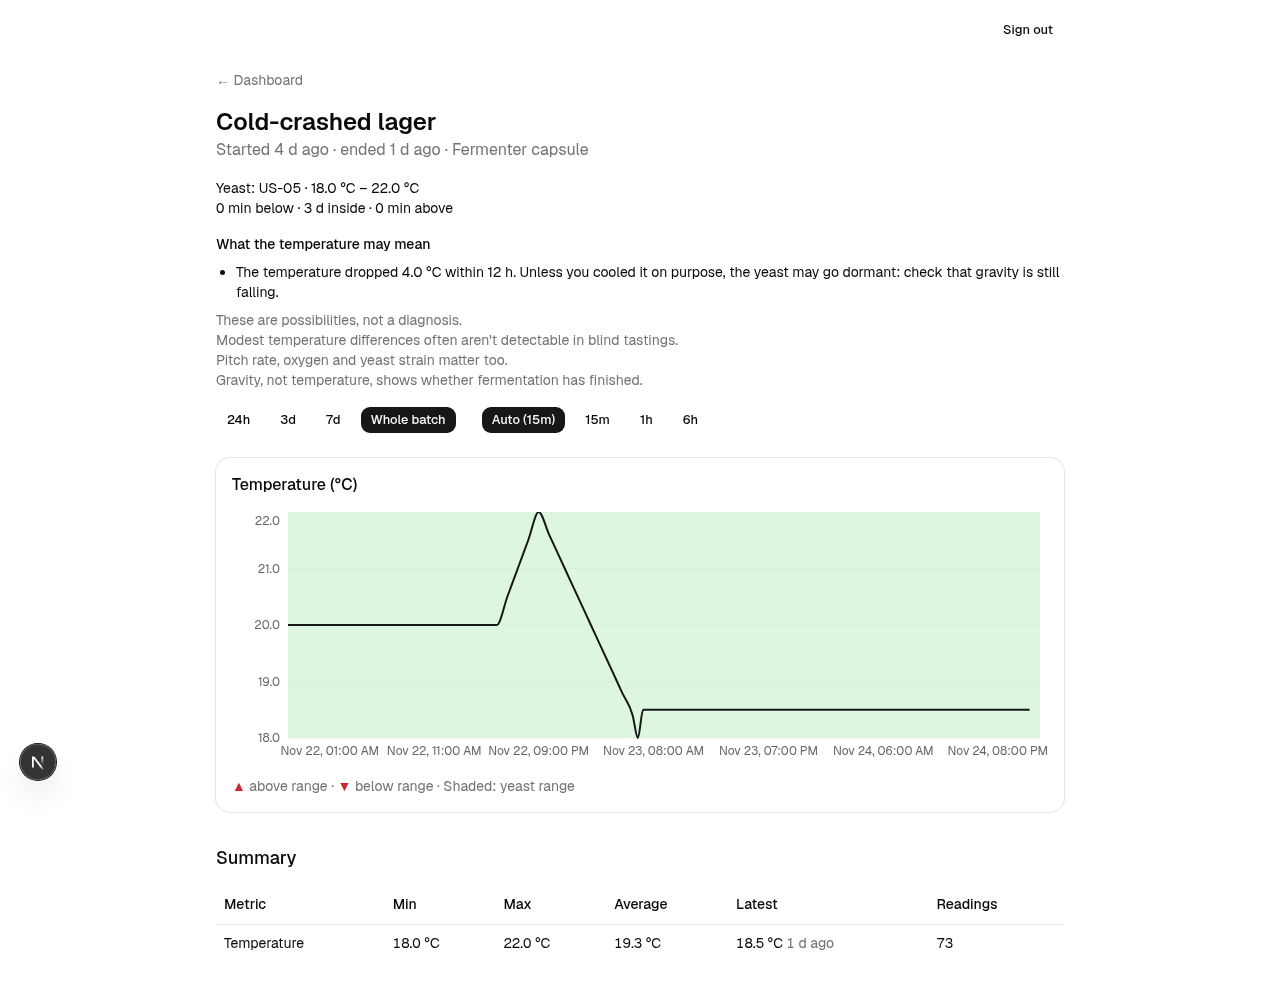 Sign out
← Dashboard
Cold-crashed lager
Started 4 d ago · ended 1 d ago · Fermenter capsule
Yeast: US-05 · 18.0 °C – 22.0 °C
0 min below · 3 d inside · 0 min above
What the temperature may mean
• The temperature dropped 4.0 °C within 12 h. Unless you cooled it on purpose, the yeast may go dormant: check that gravity is still
falling.
These are possibilities, not a diagnosis.
Modest temperature differences often aren't detectable in blind tastings.
Pitch rate, oxygen and yeast strain matter too.
Gravity, not temperature, shows whether fermentation has finished.
24h 3d 7d Whole batch Auto (15m) 15m 1h 6h
Temperature (°C)
22.0
21.0
20.0
19.0
18.0
Nov 22, 01:00 AM Nov 22, 11:00 AM Nov 22, 09:00 PM Nov 23, 08:00 AM Nov 23, 07:00 PM Nov 24, 06:00 AM Nov 24, 08:00 PM
N
▲ above range · ▼ below range · Shaded: yeast range
Summary
Metric Min Max Average Latest Readings
Temperature 18.0 °C 22.0 °C 19.3 °C 18.5 °C 1 d ago 73